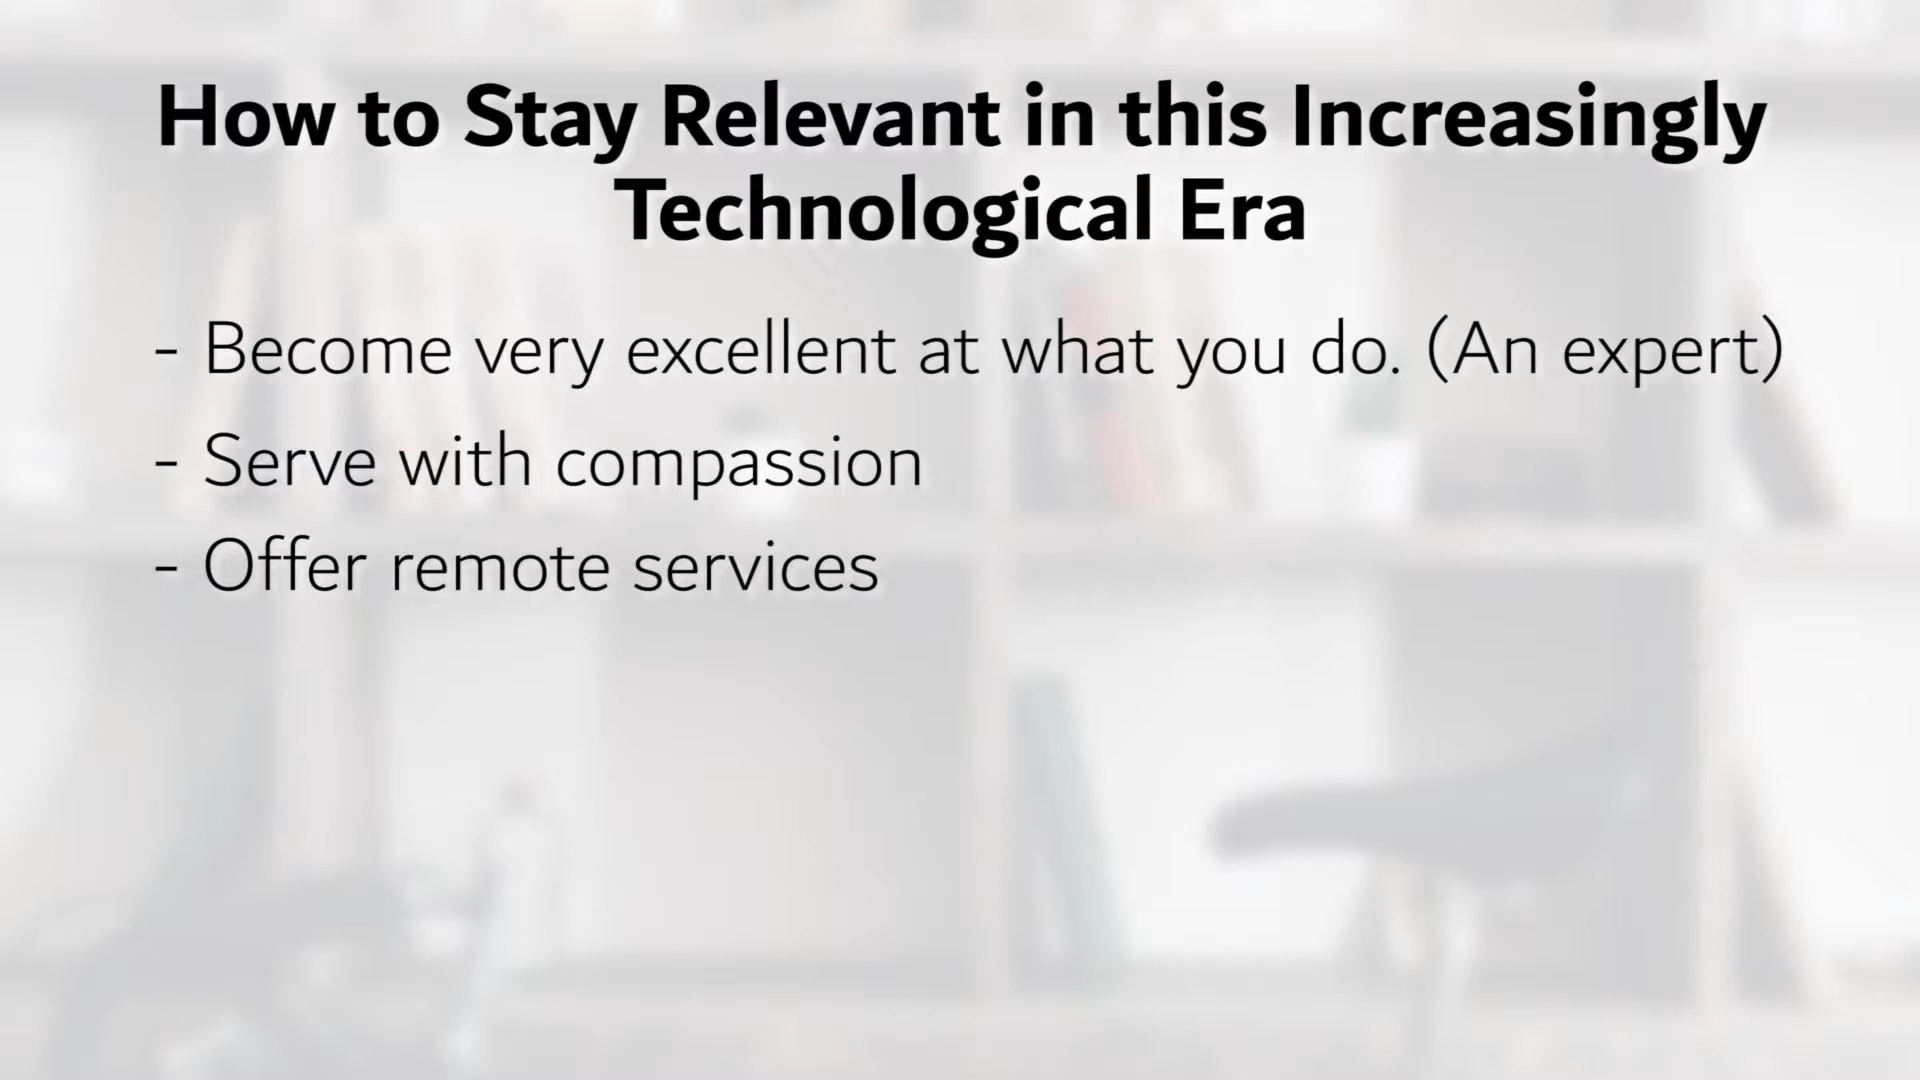 How to Stay Relevant in this Increasingly
Technological Era
- Become very excellent at what you do. (An expert)
- Serve with compassion
- Offer remote services